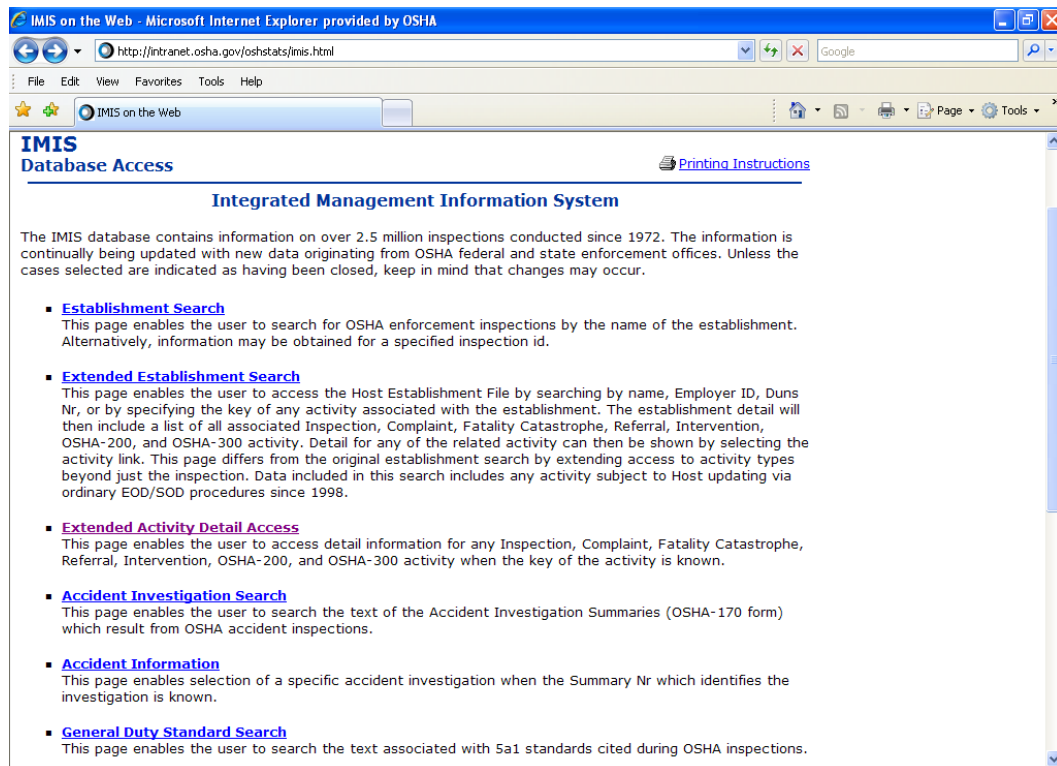 IMIS on the Web - Microsoft Internet Explorer provided by OSHA
http://intranet.osha.gov/oshstats/imis.html
Google
File Edit View Favorites Tools Help
IMIS on the Web
Page Tools
IMIS
Database Access
Printing Instructions
Integrated Management Information System
The IMIS database contains information on over 2.5 million inspections conducted since 1972. The information is
continually being updated with new data originating from OSHA federal and state enforcement offices. Unless the
cases selected are indicated as having been closed, keep in mind that changes may occur.
Establishment Search
This page enables the user to search for OSHA enforcement inspections by the name of the establishment.
Alternatively, information may be obtained for a specified inspection id.
Extended Establishment Search
This page enables the user to access the Host Establishment File by searching by name, Employer ID, Duns
Nr, or by specifying the key of any activity associated with the establishment. The establishment detail will
then include a list of all associated Inspection, Complaint, Fatality Catastrophe, Referral, Intervention,
OSHA-200, and OSHA-300 activity. Detail for any of the related activity can then be shown by selecting the
activity link. This page differs from the original establishment search by extending access to activity types
beyond just the inspection. Data included in this search includes any activity subject to Host updating via
ordinary EOD/SOD procedures since 1998.
Extended Activity Detail Access
This page enables the user to access detail information for any Inspection, Complaint, Fatality Catastrophe,
Referral, Intervention, OSHA-200, and OSHA-300 activity when the key of the activity is known.
Accident Investigation Search
This page enables the user to search the text of the Accident Investigation Summaries (OSHA-170 form)
which result from OSHA accident inspections.
Accident Information
This page enables selection of a specific accident investigation when the Summary Nr which identifies the
investigation is known.
General Duty Standard Search
This page enables the user to search the text associated with 5a1 standards cited during OSHA inspections.